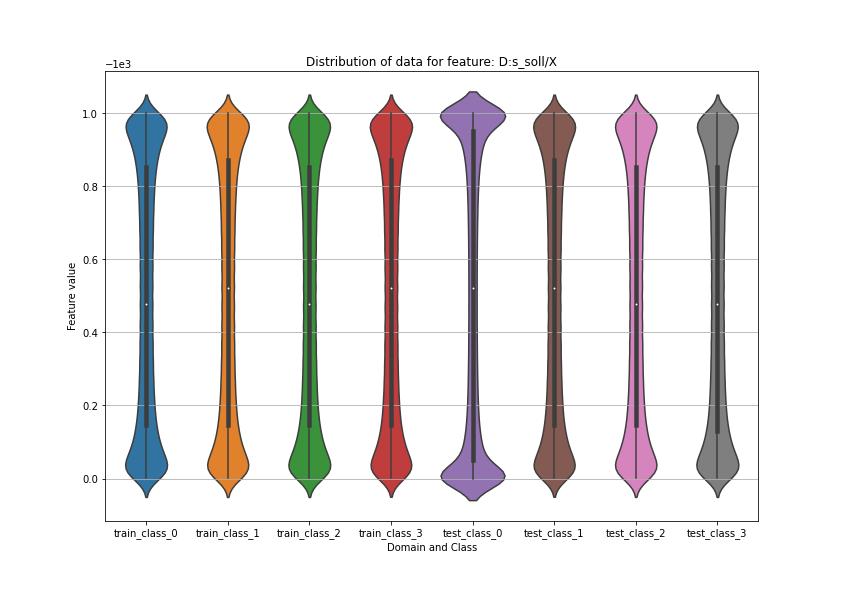 Distribution of data for feature: D:s_soll/X
−1e3
1.0
0.8
0.6
0.4
0.2
0.0
Feature value
train_class_0 train_class_1 train_class_2 train_class_3 test_class_0 test_class_1 test_class_2 test_class_3
Domain and Class